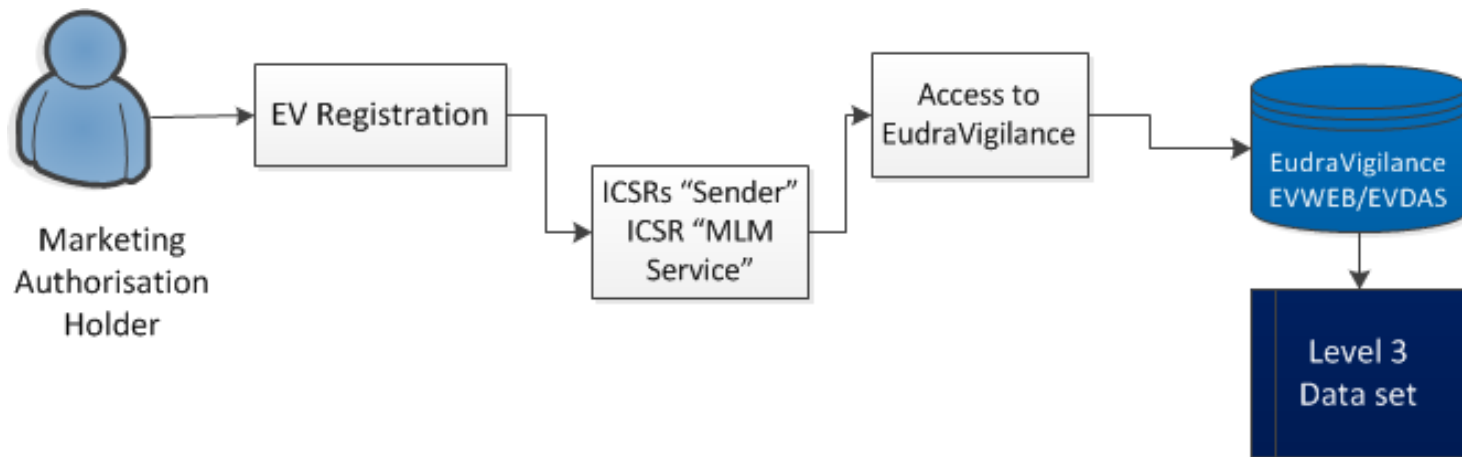 Marketing
Authorisation
Holder
EV Registration
ICSRs “Sender”
ICSR “MLM
Service”
Access to
EudraVigilance
EudraVigilance
EVWEB/EVDAS
Level 3
Data set